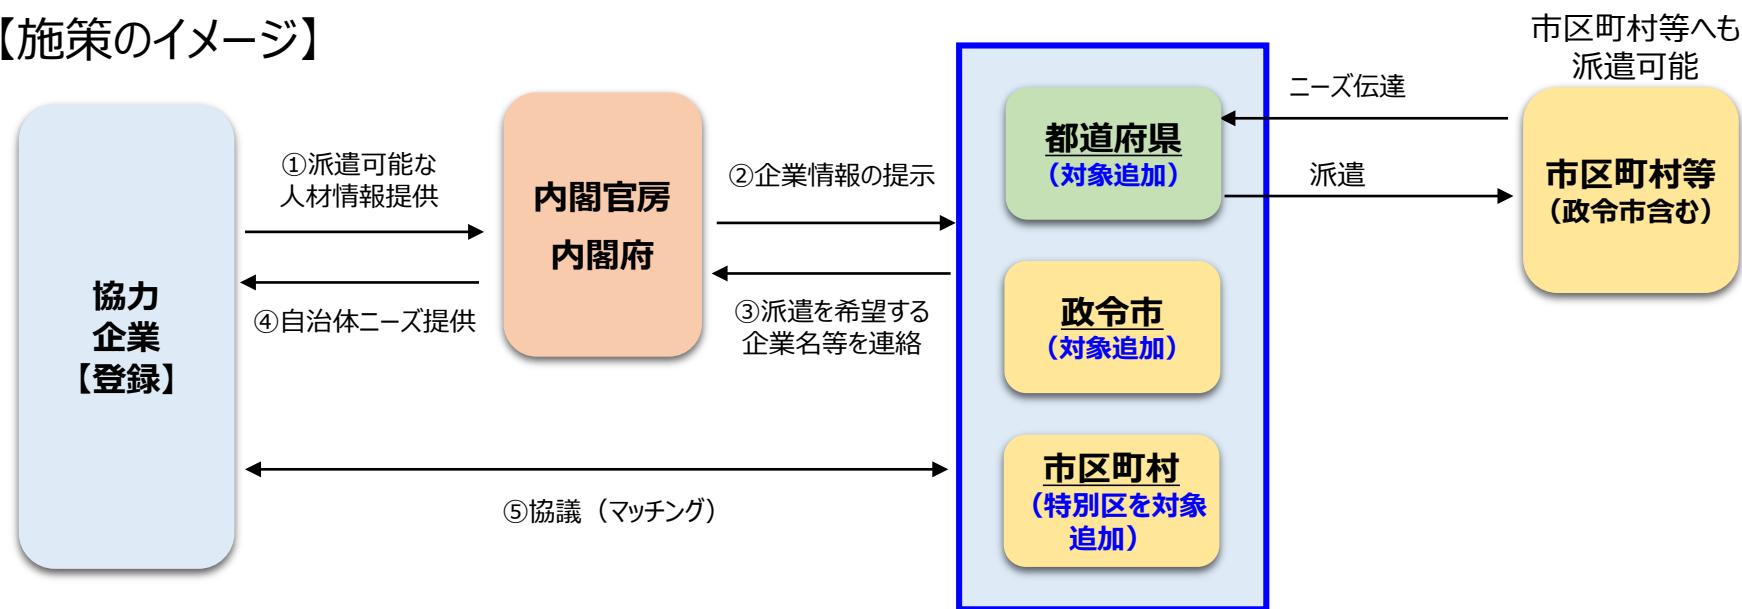 【施策のイメージ】
協力
企業
【登録】
①派遣可能な
人材情報提供
④自治体ニーズ提供
内閣官房
内閣府
②企業情報の提示
③派遣を希望する
企業名等を連絡
⑤協議（マッチング）
都道府県
（対象追加）
政令市
（対象追加）
市区町村
（特別区を対象
追加）
ニーズ伝達
派遣
市区町村等へも
派遣可能
市区町村等
（政令市含む）